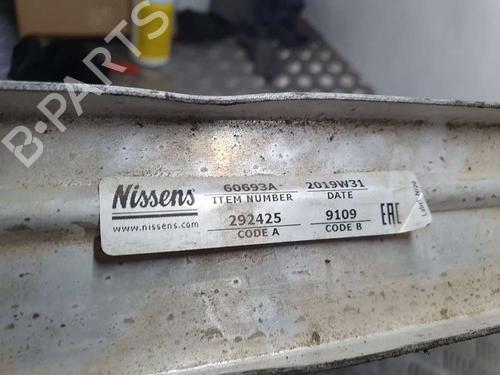 B-PARTS
Nissens
www.nissens.com
60693A
ITEM NUMBER
2019W31
DATE
292425
CODE A
9109
CODE B
EAC